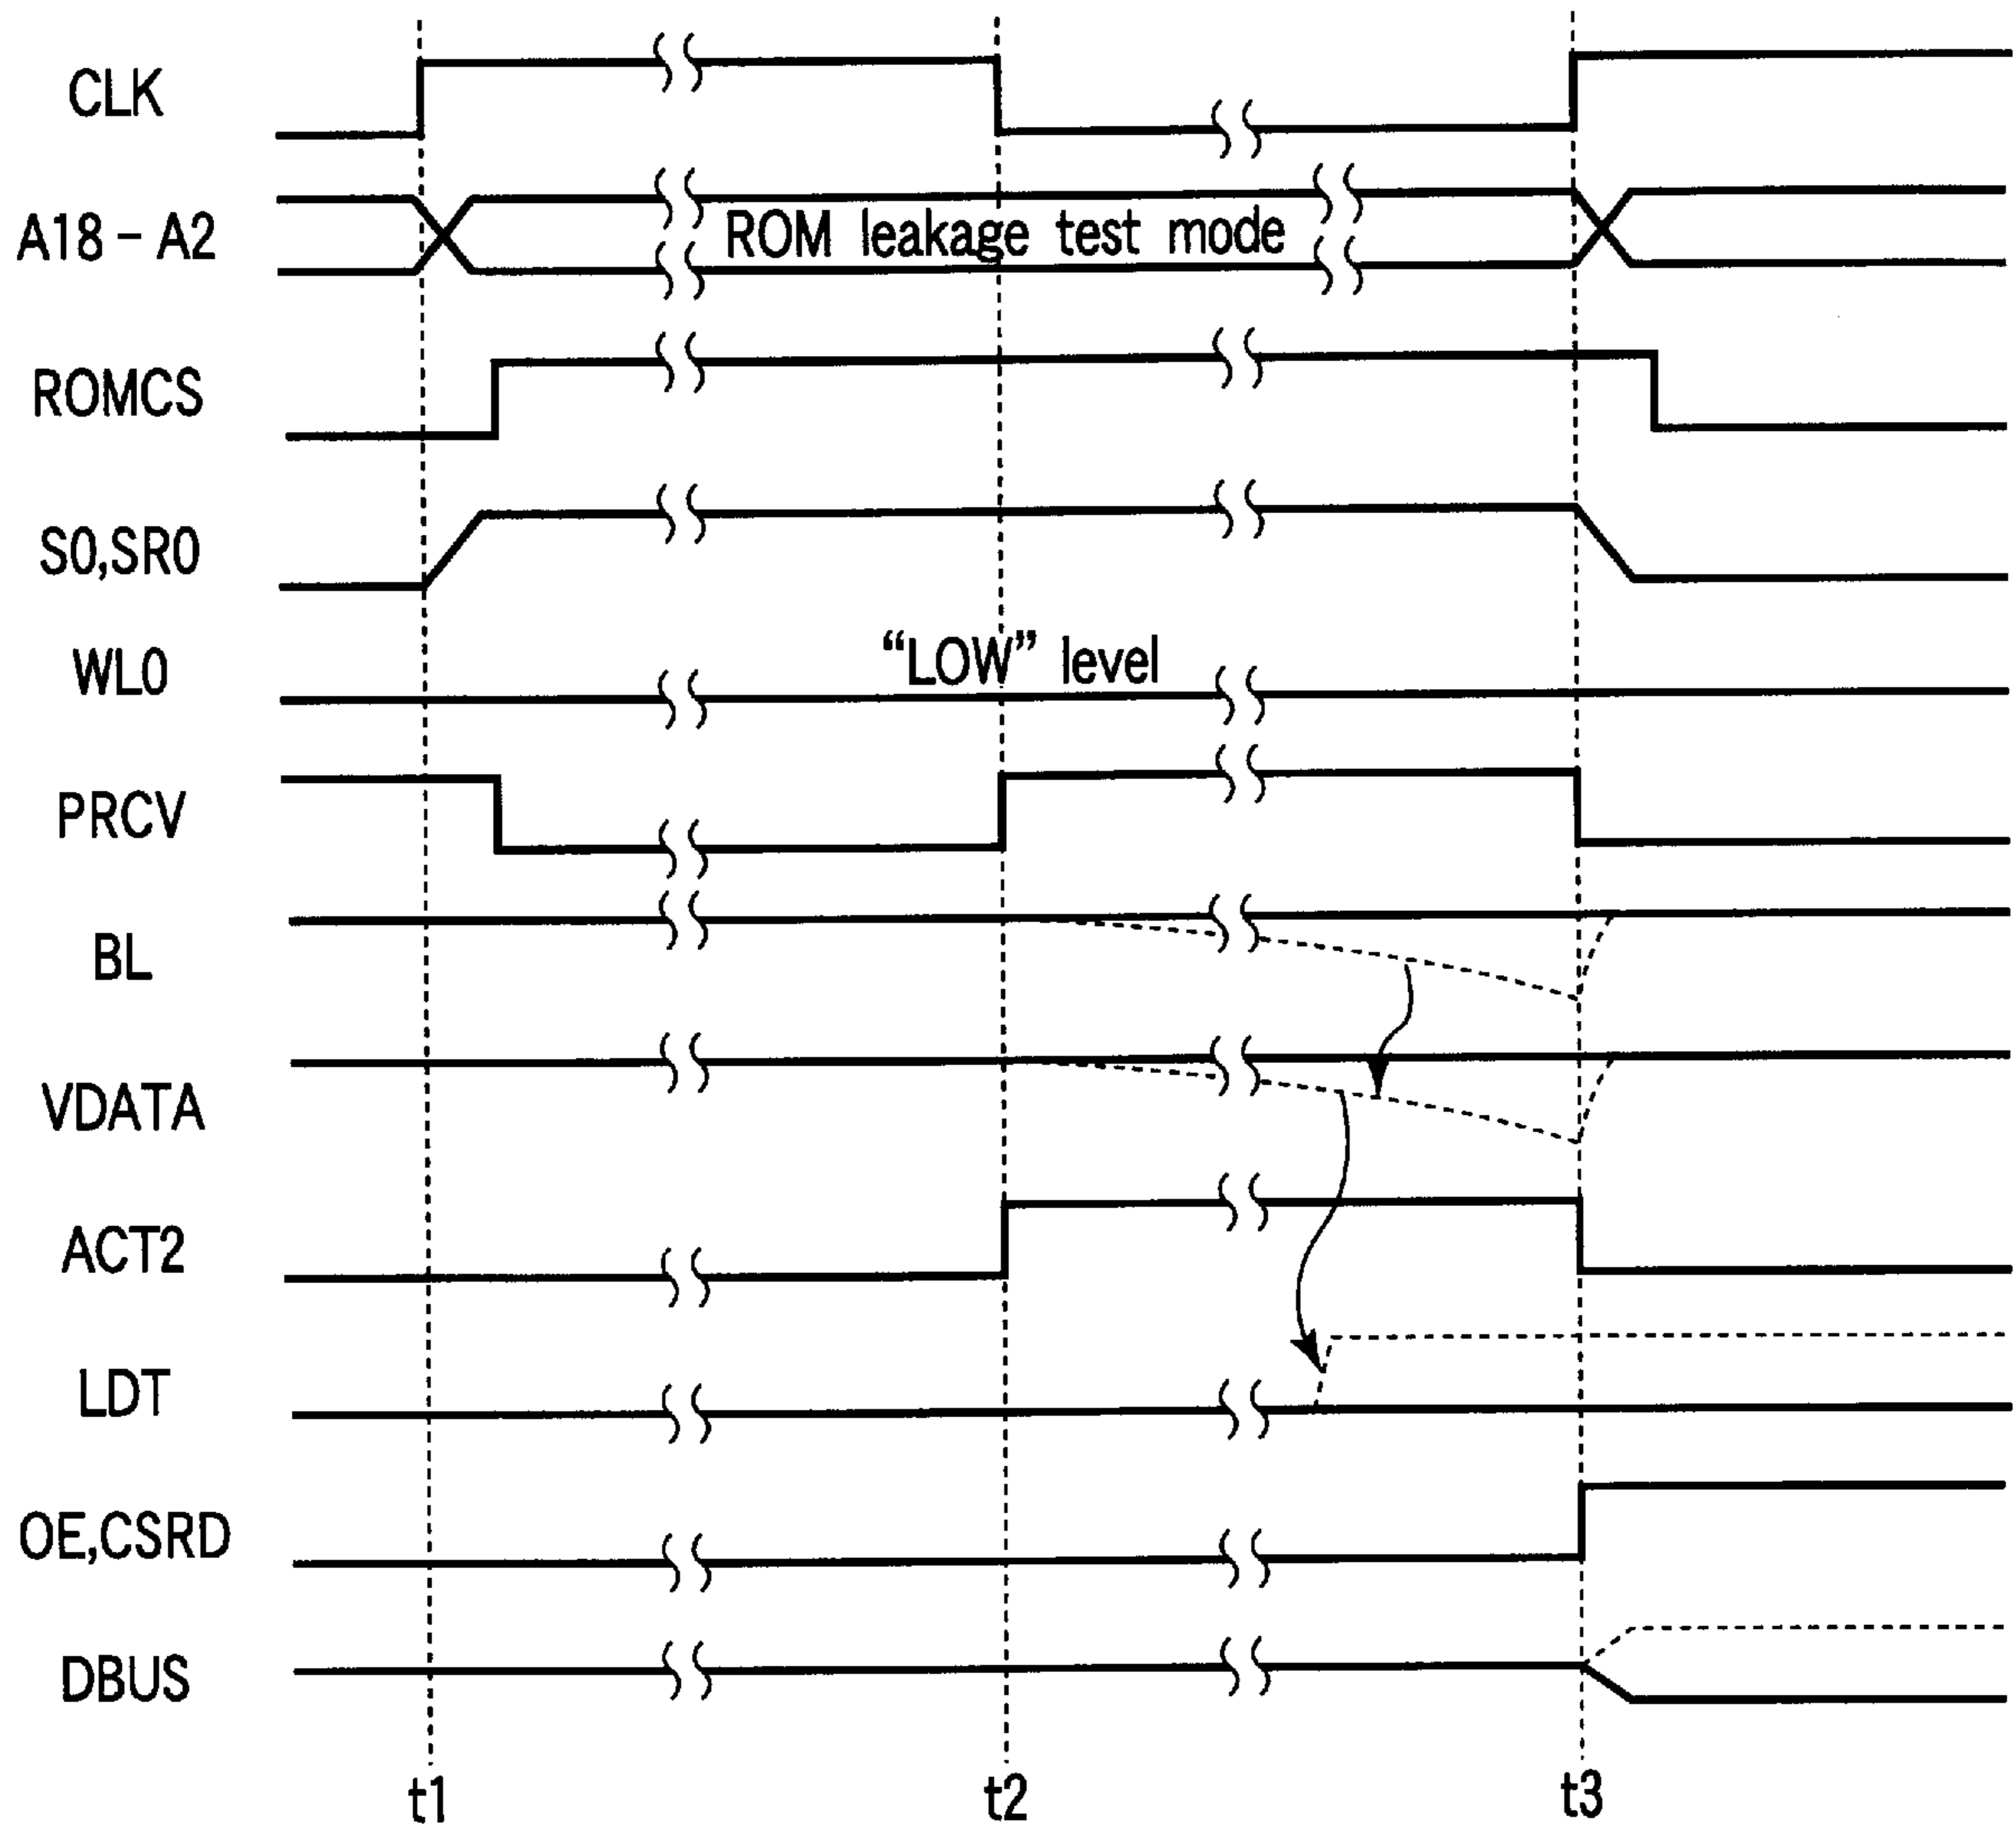 CLK
A18 - A2
ROM leakage test mode
ROMCS
S0,SR0
WL0
“LOW” level
PRCV
BL
VDATA
ACT2
LDT
OE,CSRD
DBUS
t1 t2 t3